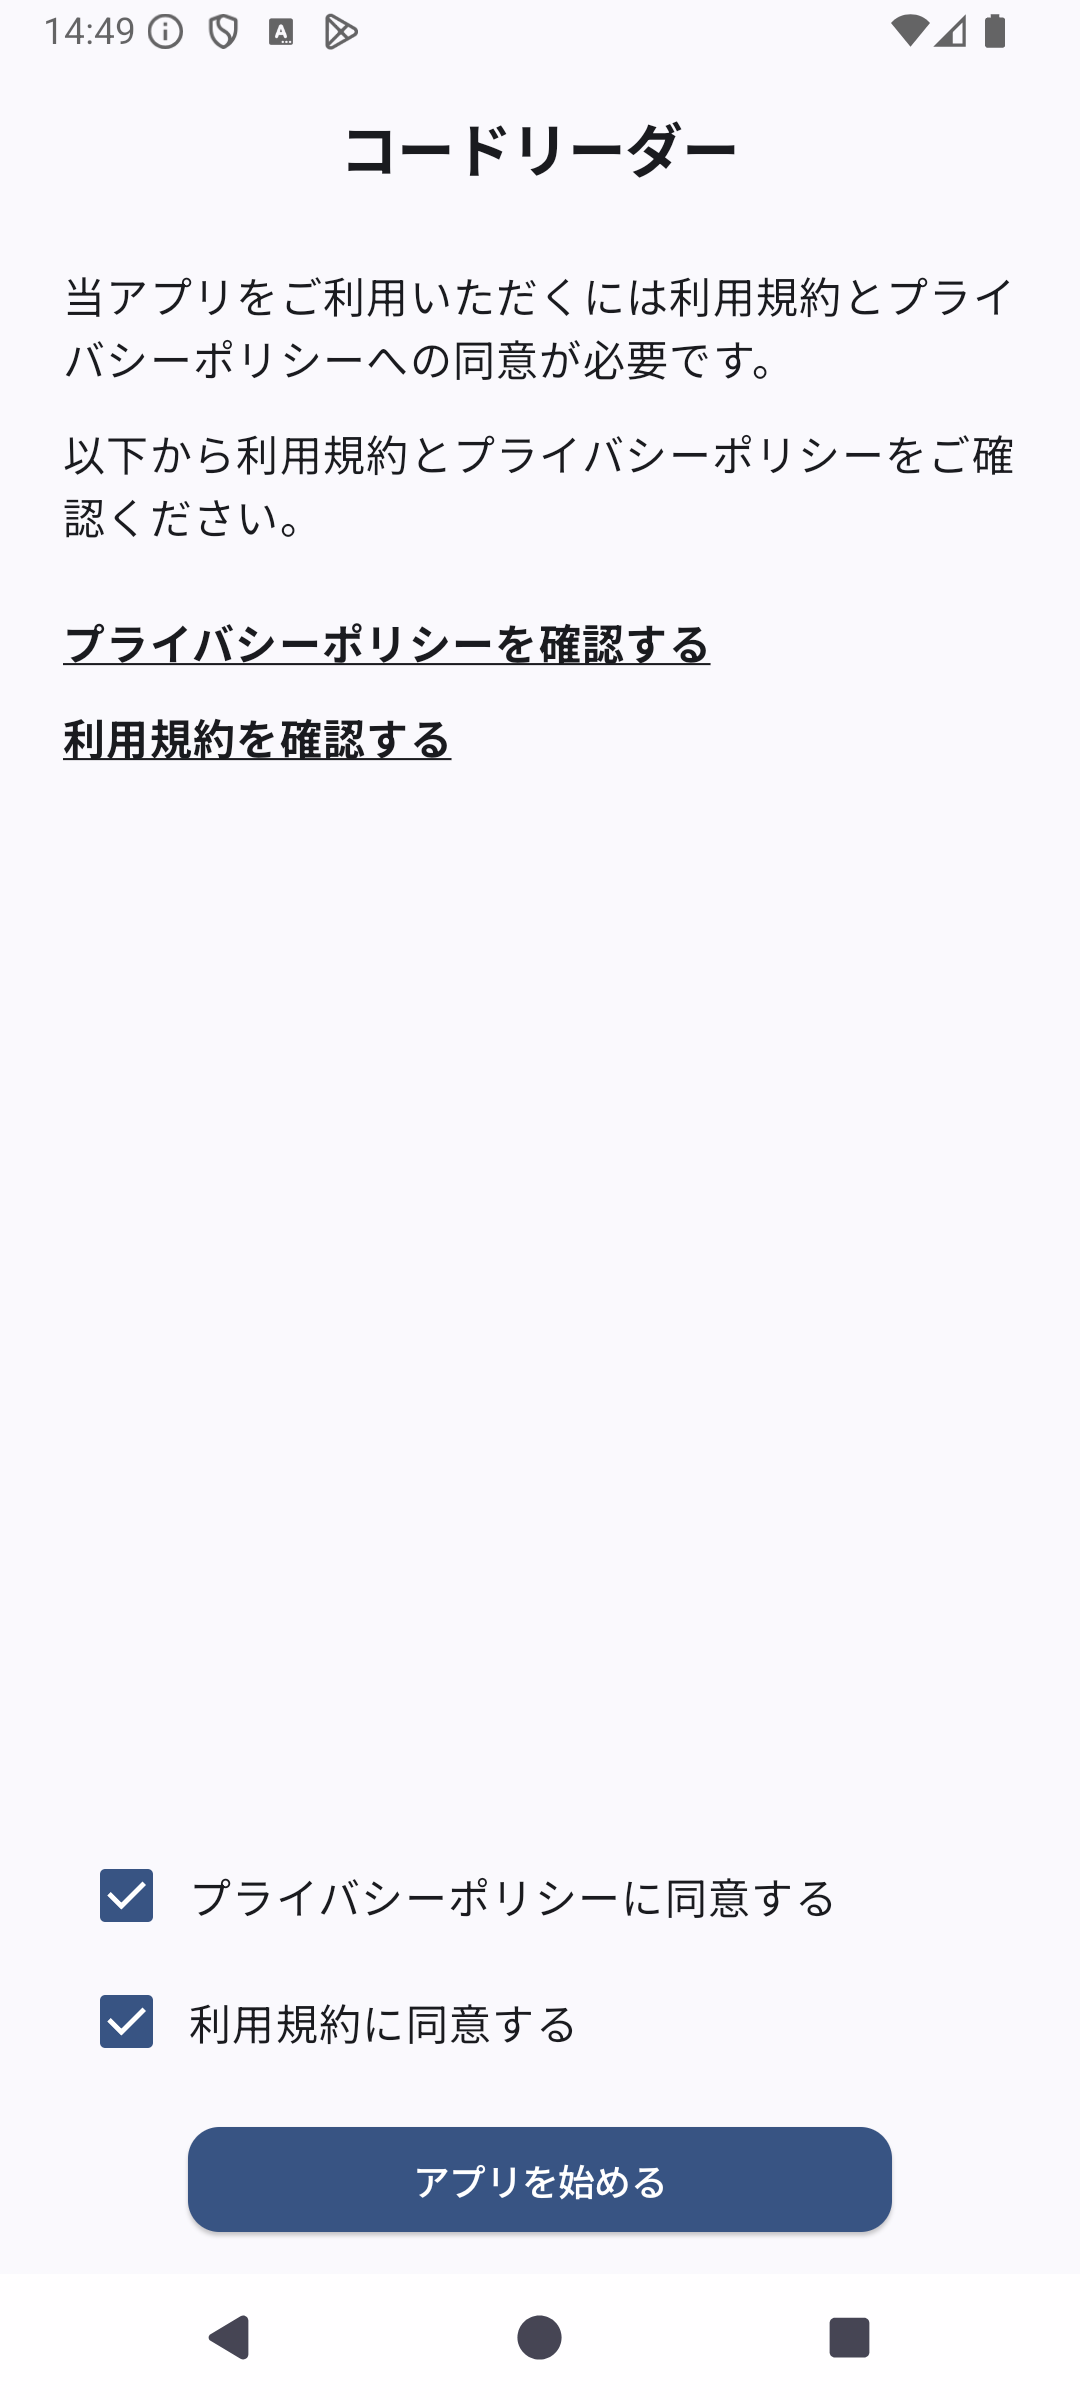 14:49
コードリーダー
当アプリをご利用いただくには利用規約とプライ
バシーポリシーへの同意が必要です。
以下から利用規約とプライバシーポリシーをご確
認ください。
プライバシーポリシーを確認する
利用規約を確認する
プライバシーポリシーに同意する
利用規約に同意する
アプリを始める